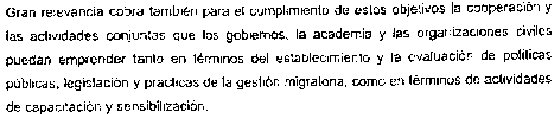 Gran relevancia cobra también para el cumplimiento de estos objetivos la cooperación y
las actividades conjuntas que los gobiernos, la academia y las organizaciones civiles
puedan emprender tanto en términos del establecimiento y la evaluación de políticas
públicas, legislación y practicas de la gestión migratoria, como en términos de actividades
de capacitación y sensibilización.